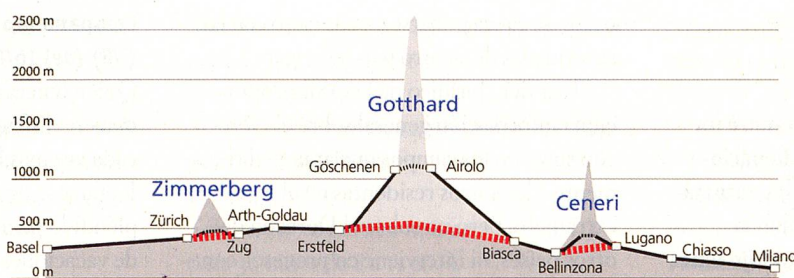 2500 m
2000 m
1500 m
1000 m
500 m
0 m
Gotthard
Göschenen
Airolo
Zimmerberg
Ceneri
Zürich
Arth-Goldau
Basel
Zug
Erstfeld
Biasca
Bellinzona
Lugano
Chiasso
Milano